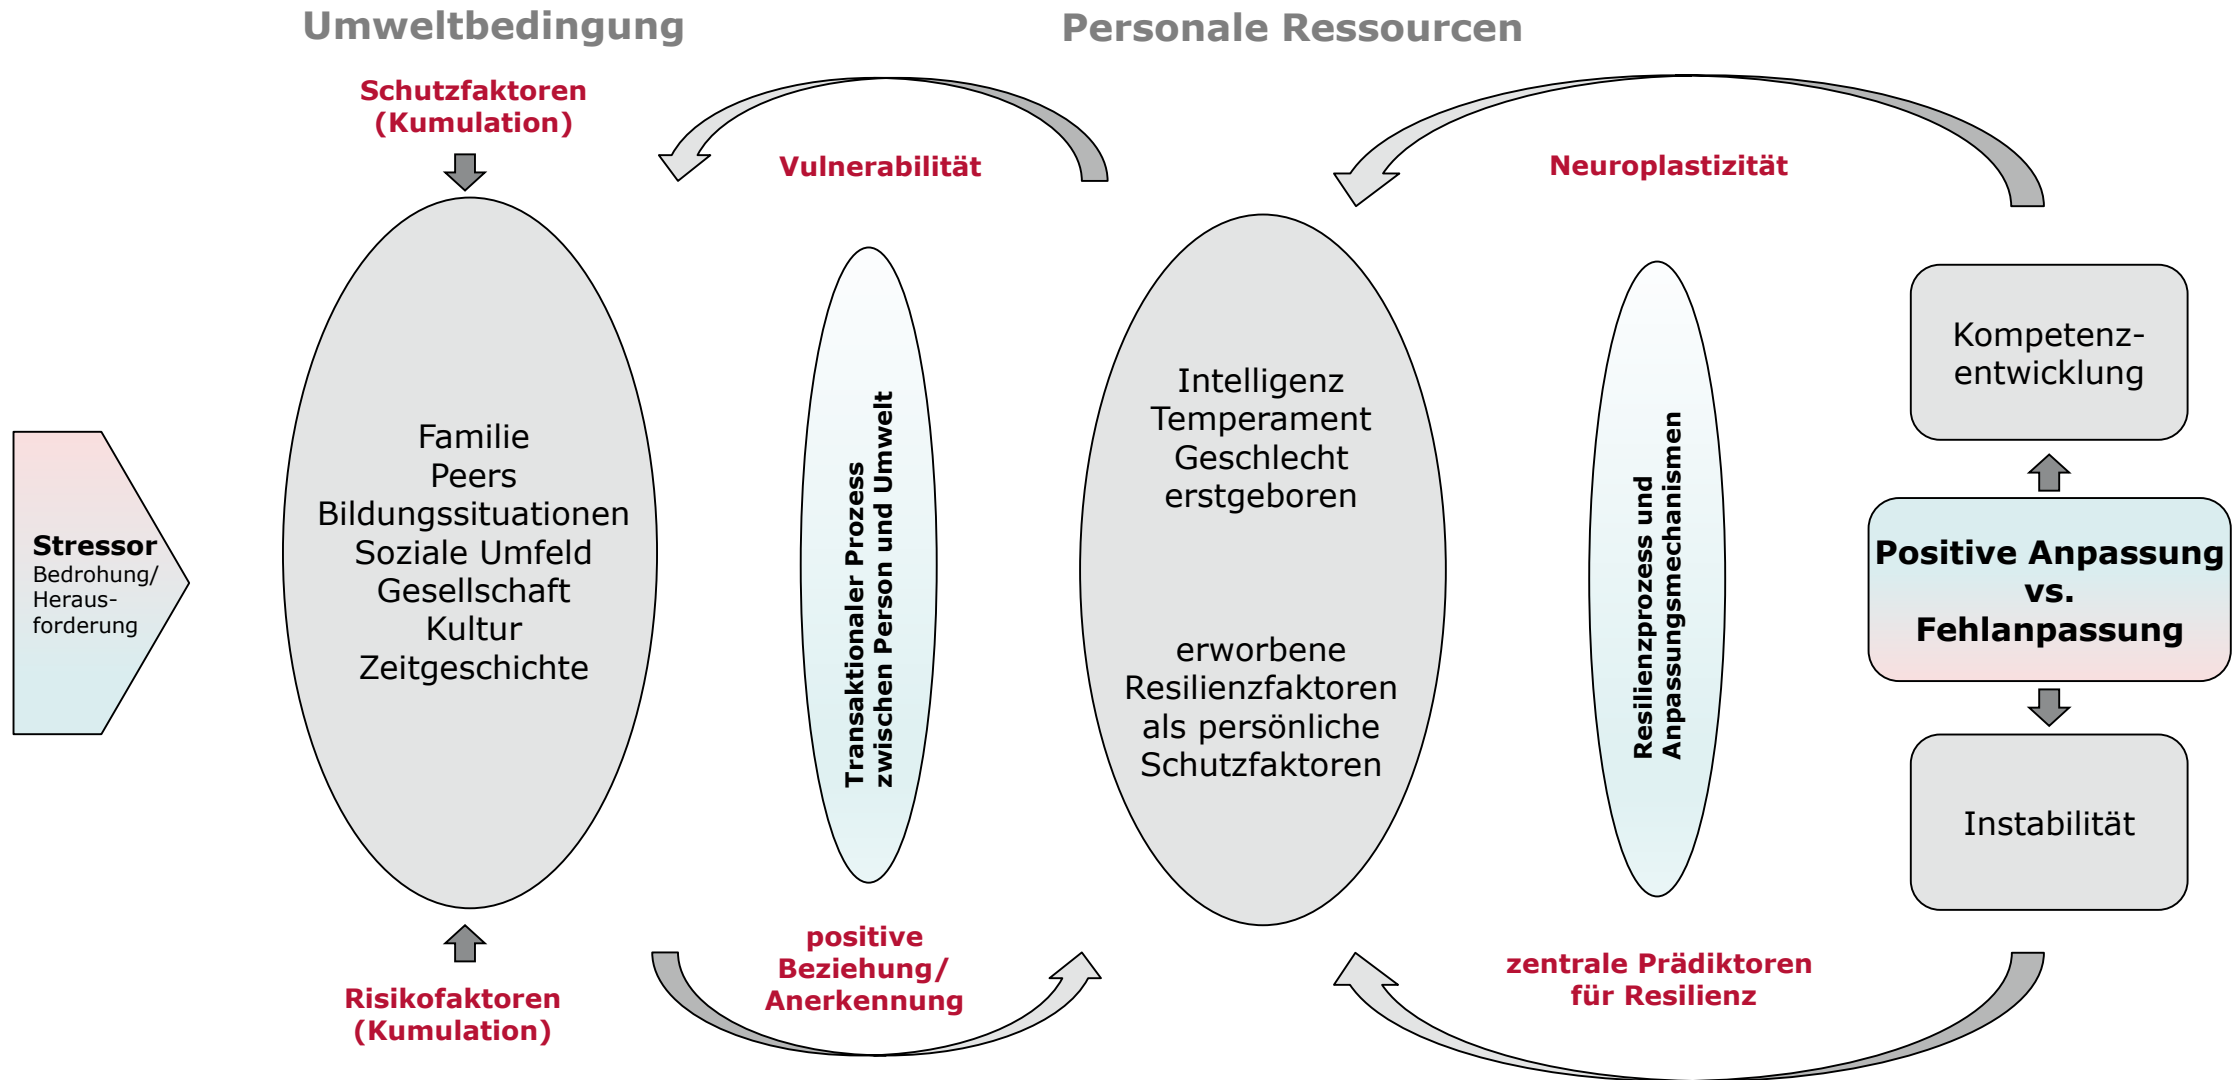 Umweltbedingung
Personale Ressourcen
Schutzfaktoren
(Kumulation)
Vulnerabilität
Neuroplastizität
Stressor
Bedrohung/
Heraus-
forderung
Familie
Peers
Bildungssituationen
Soziale Umfeld
Gesellschaft
Kultur
Zeitgeschichte
Transaktionaler Prozess
zwischen Person und Umwelt
Intelligenz
Temperament
Geschlecht
erstgeboren
erworbene
Resilienzfaktoren
als persönliche
Schutzfaktoren
Resilienzprozess und
Anpassungsmechanismen
Kompetenz-
entwicklung
Positive Anpassung
vs.
Fehlanpassung
Instabilität
Risikofaktoren
(Kumulation)
positive
Beziehung/
Anerkennung
zentrale Prädiktoren
für Resilienz